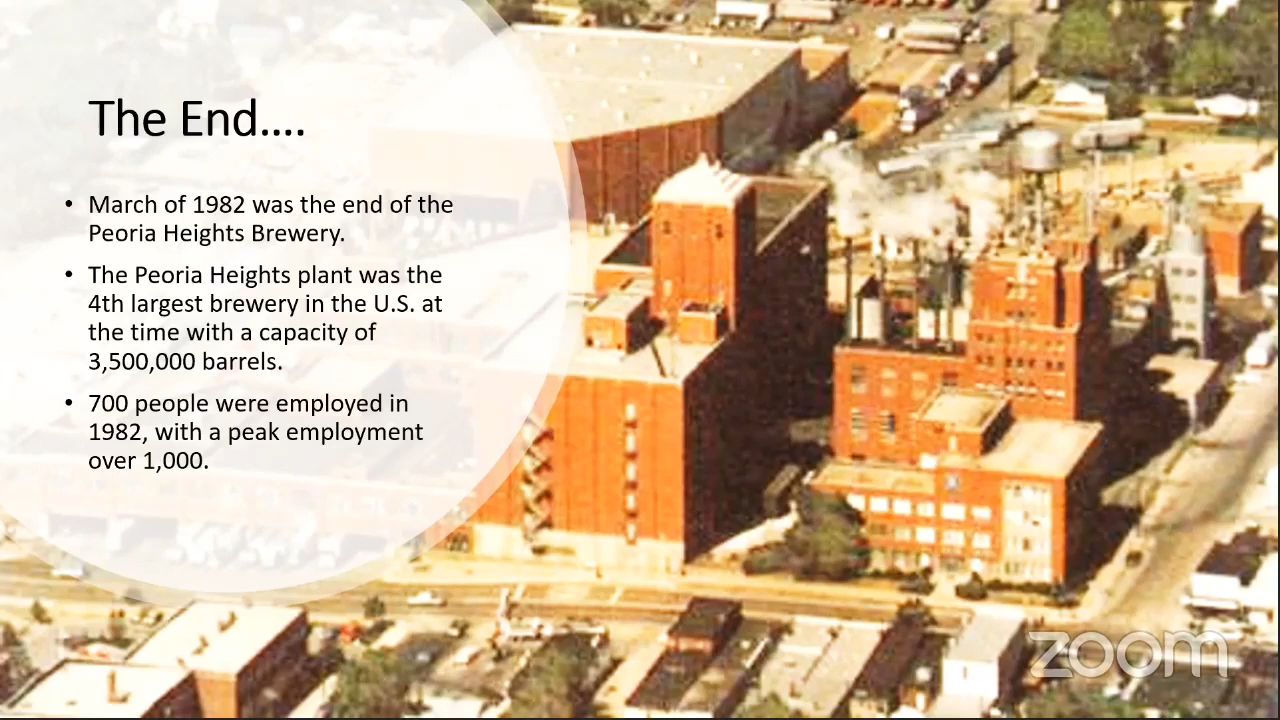 The End....
• March of 1982 was the end of the
Peoria Heights Brewery.
• The Peoria Heights plant was the
4th largest brewery in the U.S. at
the time with a capacity of
3,500,000 barrels.
• 700 people were employed in
1982, with a peak employment
over 1,000.
zoom